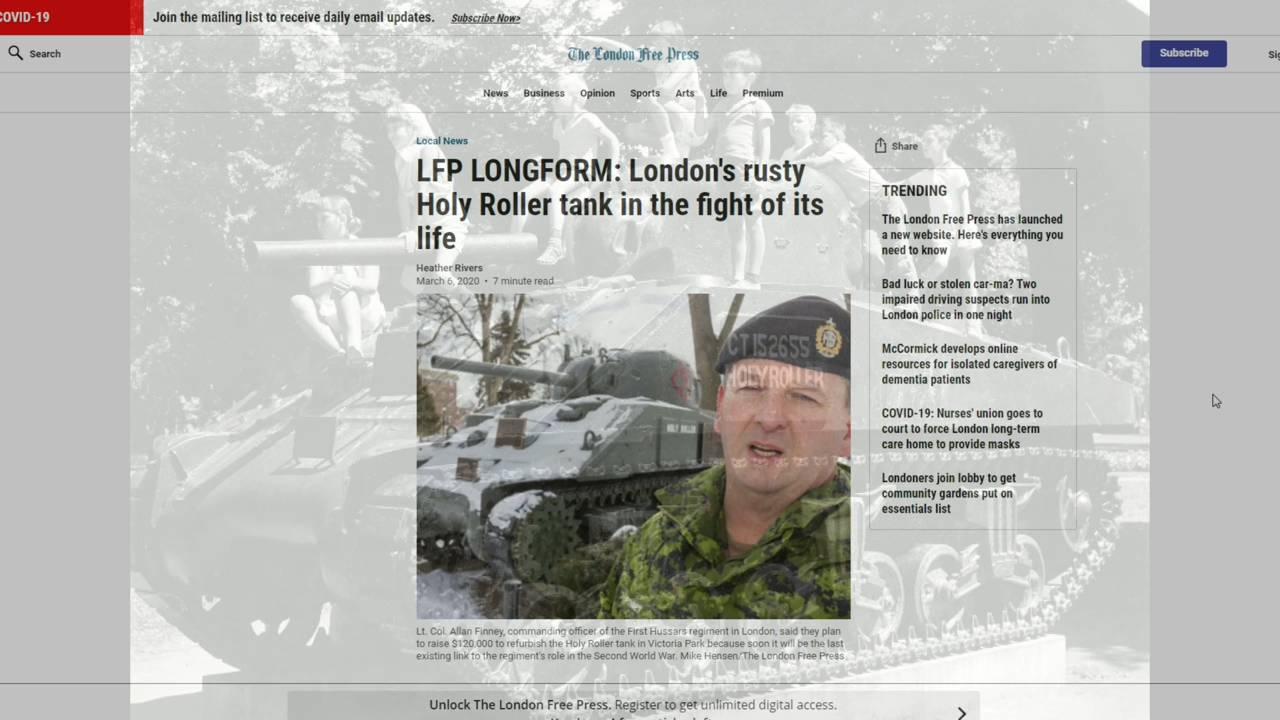 COVID-19
Join the mailing list to receive daily email updates. Subscribe Now>
Search
The London Free Press
Subscribe
News Business Opinion Sports Arts Life Premium
Local News
Share
LFP LONGFORM: London's rusty
Holy Roller tank in the fight of its
life
Heather Rivers
March 6, 2020 • 7 minute read
TRENDING
The London Free Press has launched
a new website. Here's everything you
need to know
Bad luck or stolen car-ma? Two
impaired driving suspects run into
London police in one night
McCormick develops online
resources for isolated caregivers of
dementia patients
COVID-19: Nurses' union goes to
court to force London long-term
care home to provide masks
Londoners join lobby to get
community gardens put on
essentials list
CT152655
HOLY ROLLER
HOLY ROLLER
Lt. Col. Allan Finney, commanding officer of the First Hussars regiment in London, said they plan
to raise $120,000 to refurbish the Holy Roller tank in Victoria Park because soon it will be the last
existing link to the regiment's role in the Second World War. Mike Hensen/The London Free Press
Unlock The London Free Press. Register to get unlimited digital access.